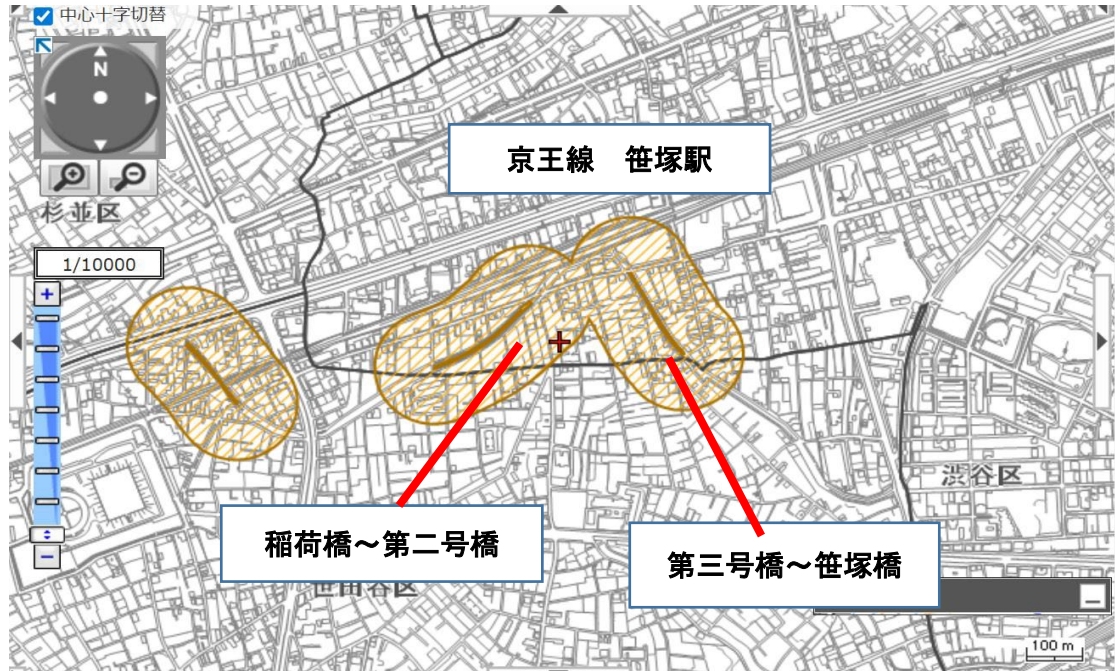 中心十字切替
N
杉並区
1/10000
京王線　笹塚駅
渋谷区
稲荷橋～第二号橋
第三号橋～笹塚橋
世田谷区
100 m